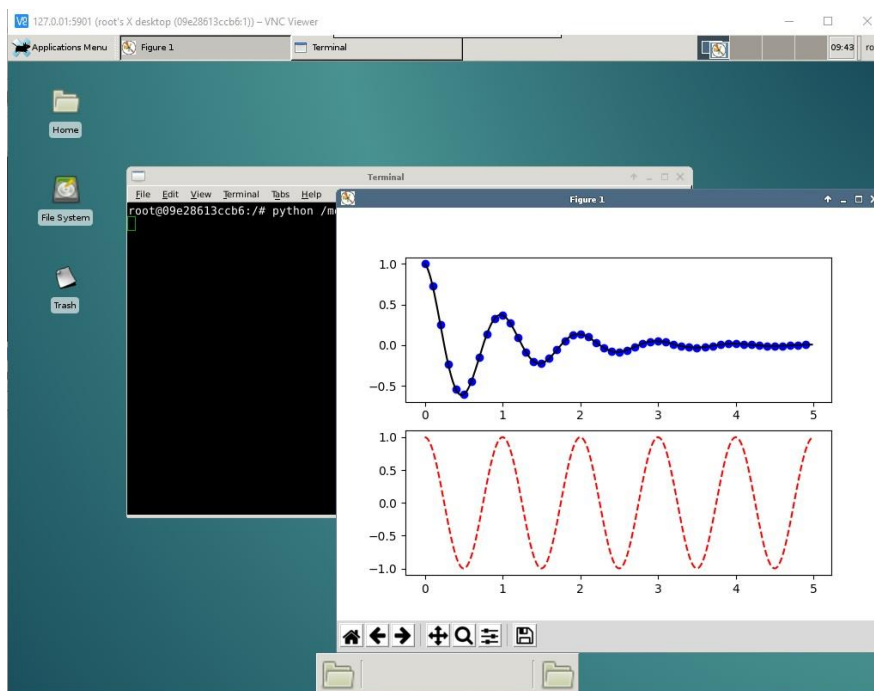 127.0.01:5901 (root's X desktop (09e28613ccb6:1)) – VNC Viewer
Applications Menu
Figure 1
Terminal
09:43
Home
File System
Trash
Terminal
File Edit View Terminal Tabs Help
root@09e28613ccb6:/# python
Figure 1
1.0
0.5
0.0
−0.5
0 1 2 3 4 5
1.0
0.5
0.0
−0.5
−1.0
0 1 2 3 4 5